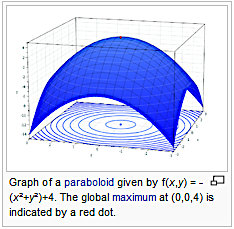 Graph of a paraboloid given by f(x,y) = -
(x²+y²)+4. The global maximum at (0,0,4) is
indicated by a red dot.